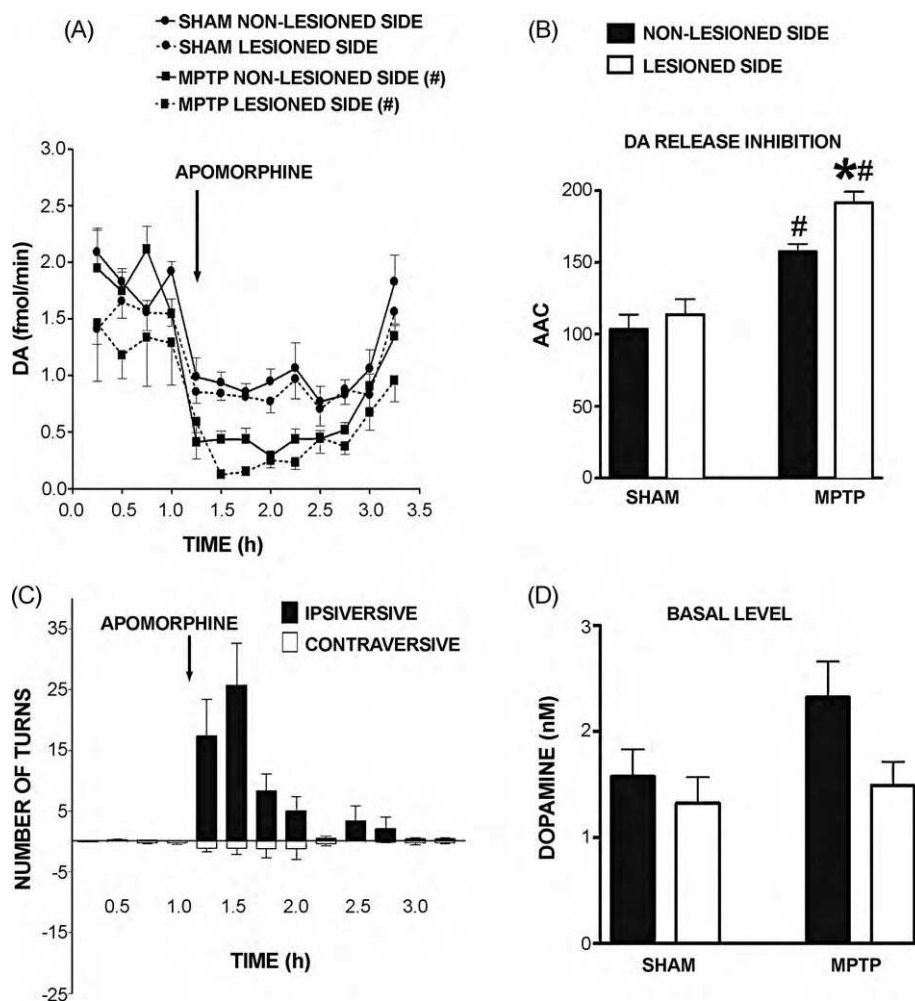 (A)
SHAM NON-LESIONED SIDE
SHAM LESIONED SIDE
MPTP NON-LESIONED SIDE (#)
MPTP LESIONED SIDE (#)
3.0
2.5
2.0
1.5
1.0
0.5
0.0
DA (fmol/min)
APOMORPHINE
0.0 0.5 1.0 1.5 2.0 2.5 3.0 3.5
TIME (h)
(B)
NON-LESIONED SIDE
LESIONED SIDE
DA RELEASE INHIBITION
200
150
100
50
0
AAC
#
*#
SHAM MPTP
(C)
APOMORPHINE
IPSIVERSIVE
CONTRAVERSIVE
35
25
15
5
-5
-15
-25
NUMBER OF TURNS
0.5 1.0 1.5 2.0 2.5 3.0
TIME (h)
(D)
BASAL LEVEL
3
2
1
0
DOPAMINE (nM)
SHAM MPTP